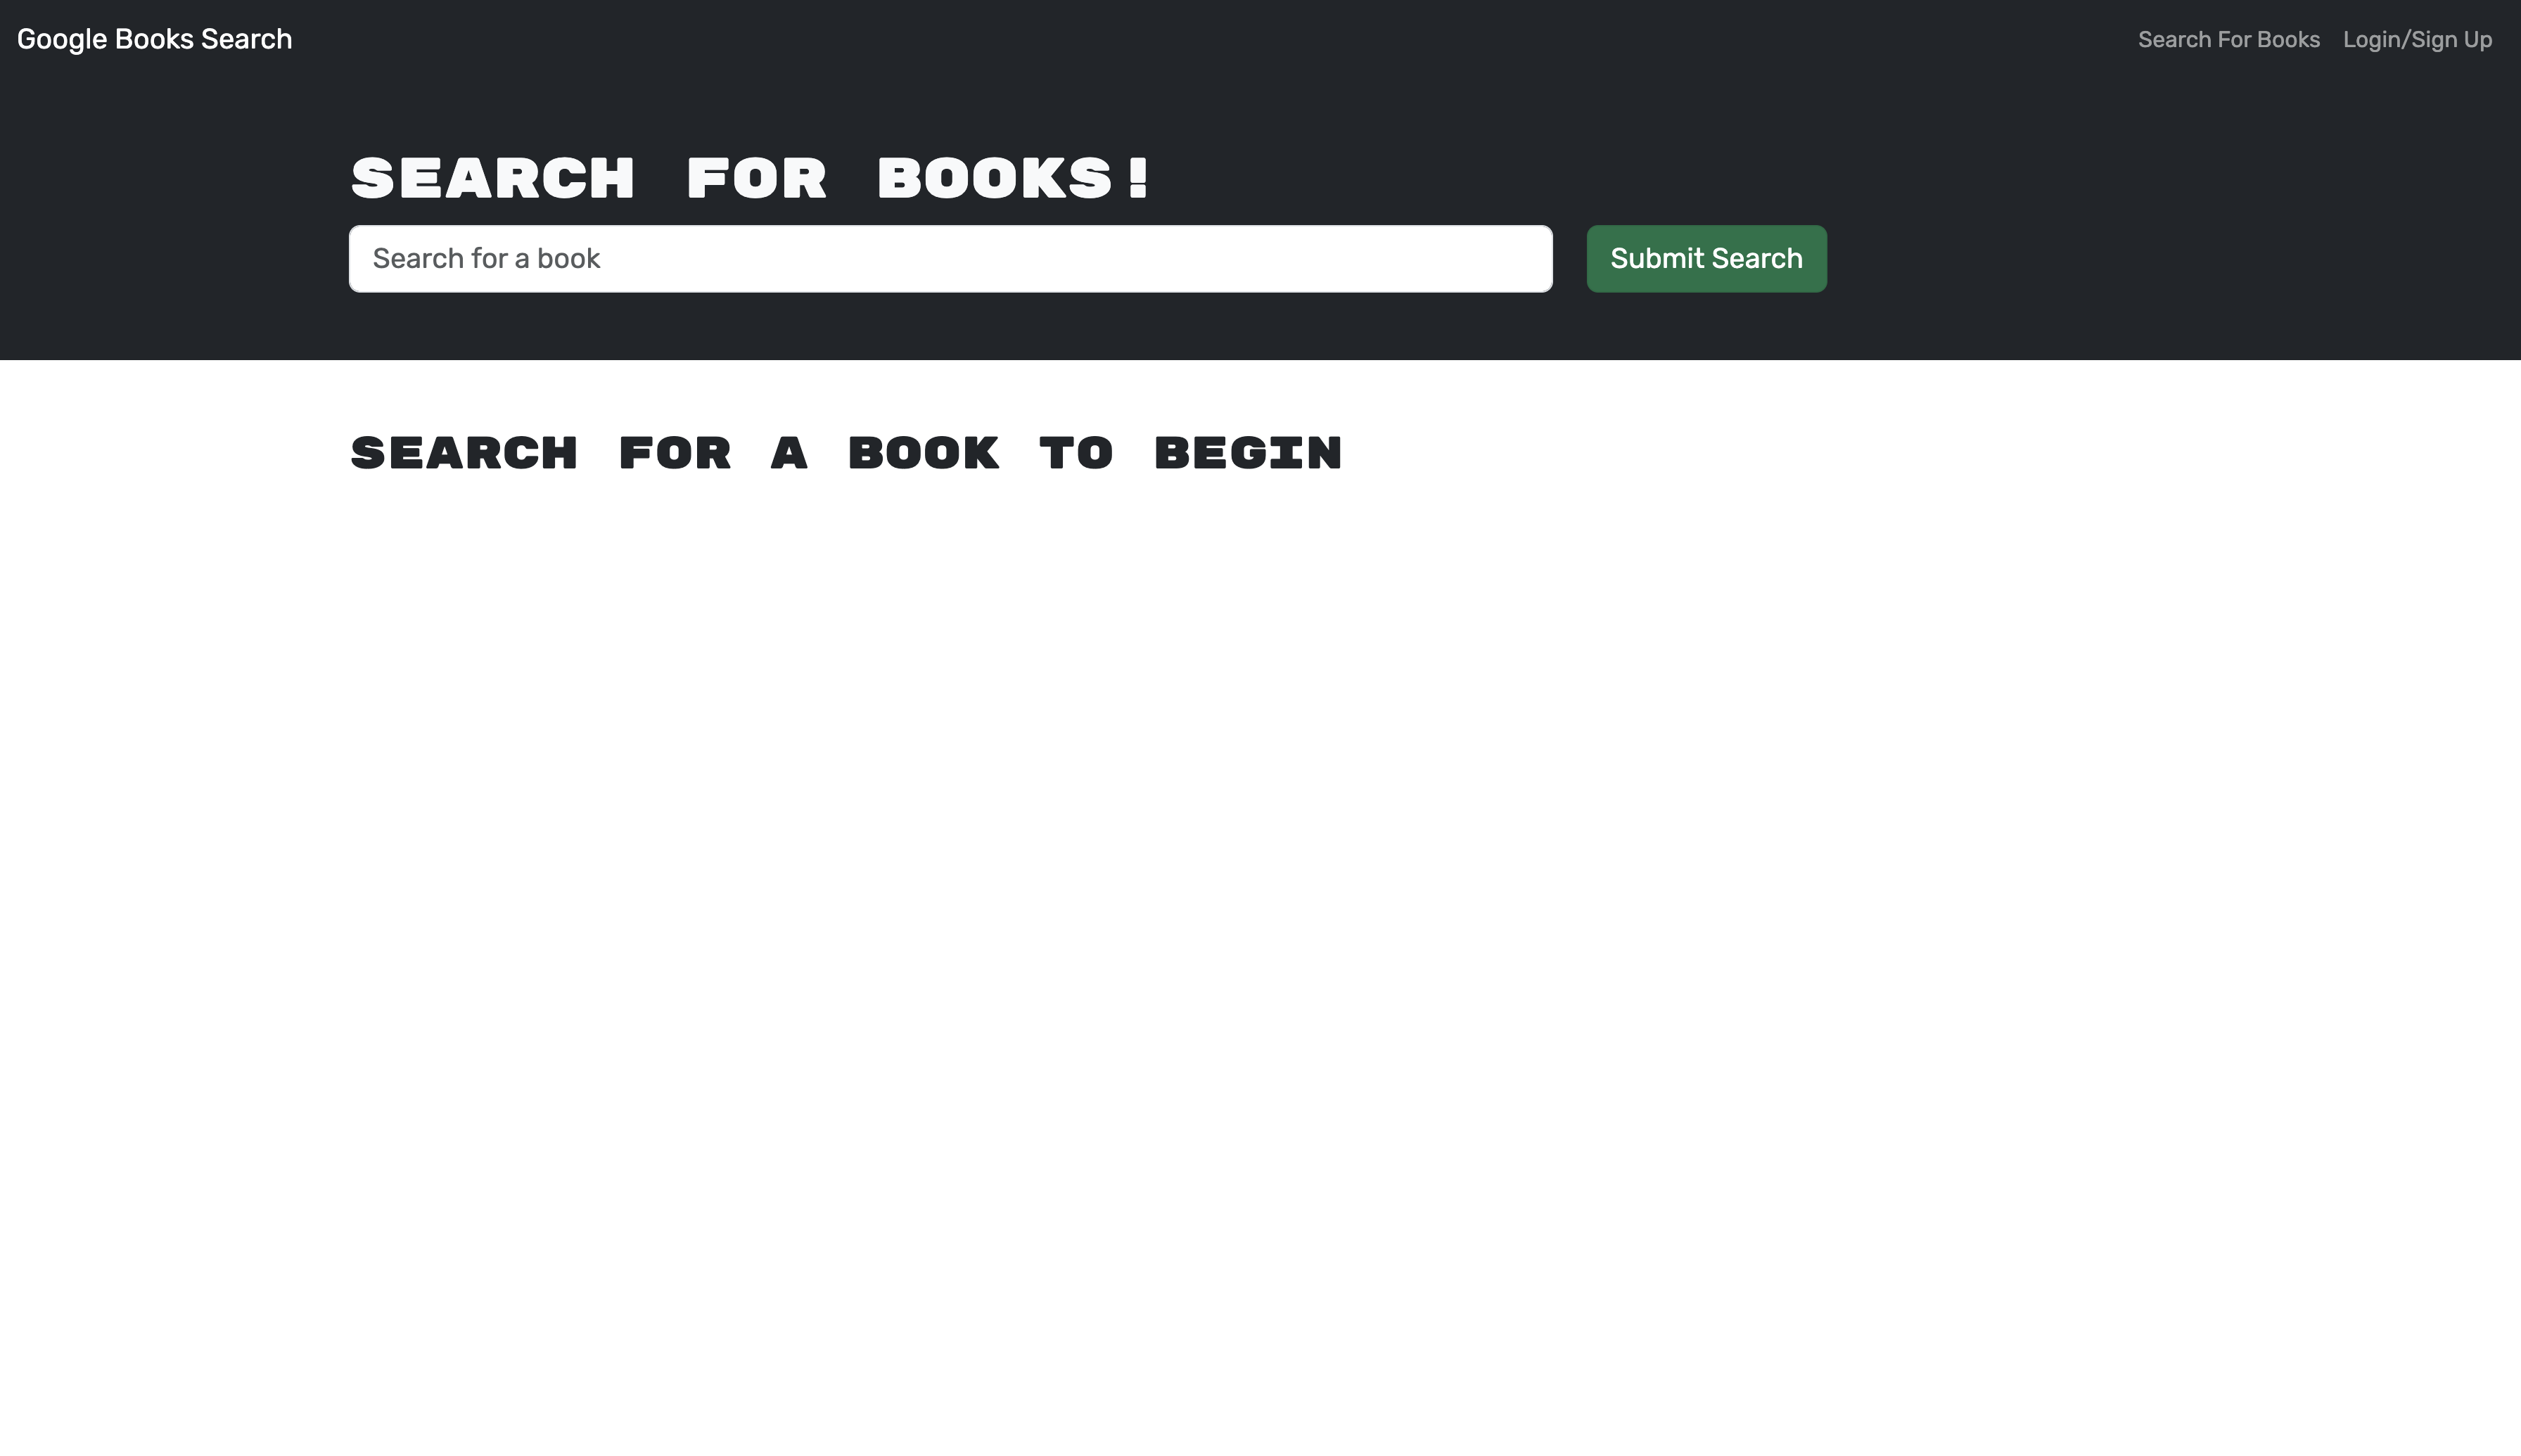 Google Books Search
Search For Books
Login/Sign Up
SEARCH FOR BOOKS!
Search for a book
Submit Search
SEARCH FOR A BOOK TO BEGIN